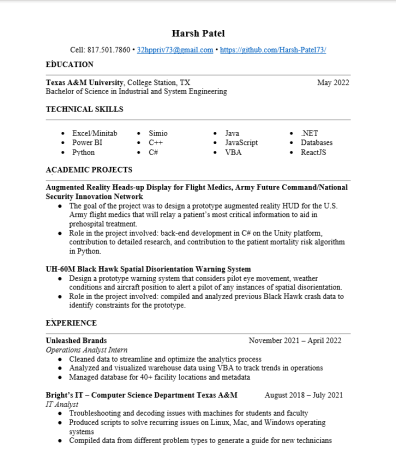 Harsh Patel
Cell: 817.501.7860 • 32hppriv73@gmail.com • https://github.com/Harsh-Patel73/
EDUCATION
Texas A&M University, College Station, TX May 2022
Bachelor of Science in Industrial and System Engineering
TECHNICAL SKILLS
• Excel/Minitab • Simio • Java • .NET
• Power BI • C++ • JavaScript • Databases
• Python • C# • VBA • ReactJS
ACADEMIC PROJECTS
Augmented Reality Heads-up Display for Flight Medics, Army Future Command/National
Security Innovation Network
• The goal of the project was to design a prototype augmented reality HUD for the U.S.
Army flight medics that will relay a patient's most critical information to aid in
prehospital treatment.
• Role in the project involved: back-end development in C# on the Unity platform,
contribution to detailed research, and contribution to the patient mortality risk algorithm
in Python.
UH-60M Black Hawk Spatial Disorientation Warning System
• Design a prototype warning system that considers pilot eye movement, weather
conditions and aircraft position to alert a pilot of any instances of spatial disorientation.
• Role in the project involved: compiled and analyzed previous Black Hawk crash data to
identify constraints for the prototype.
EXPERIENCE
Unleashed Brands November 2021 – April 2022
Operations Analyst Intern
• Cleaned data to streamline and optimize the analytics process
• Analyzed and visualized warehouse data using VBA to track trends in operations
• Managed database for 40+ facility locations and metadata
Bright's IT – Computer Science Department Texas A&M August 2018 – July 2021
IT Analyst
• Troubleshooting and decoding issues with machines for students and faculty
• Produced scripts to solve recurring issues on Linux, Mac, and Windows operating
systems
• Compiled data from different problem types to generate a guide for new technicians